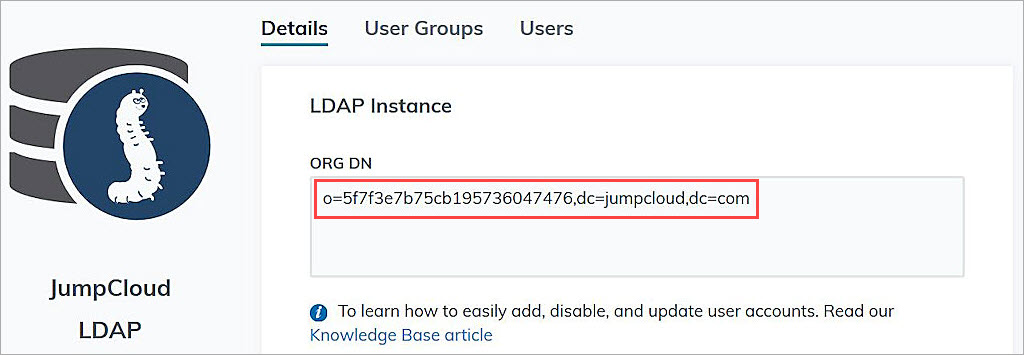 Details User Groups Users
LDAP Instance
ORG DN
o=5f7f3e7b75cb195736047476,dc=jumpcloud,dc=com
JumpCloud
LDAP
To learn how to easily add, disable, and update user accounts. Read our
Knowledge Base article